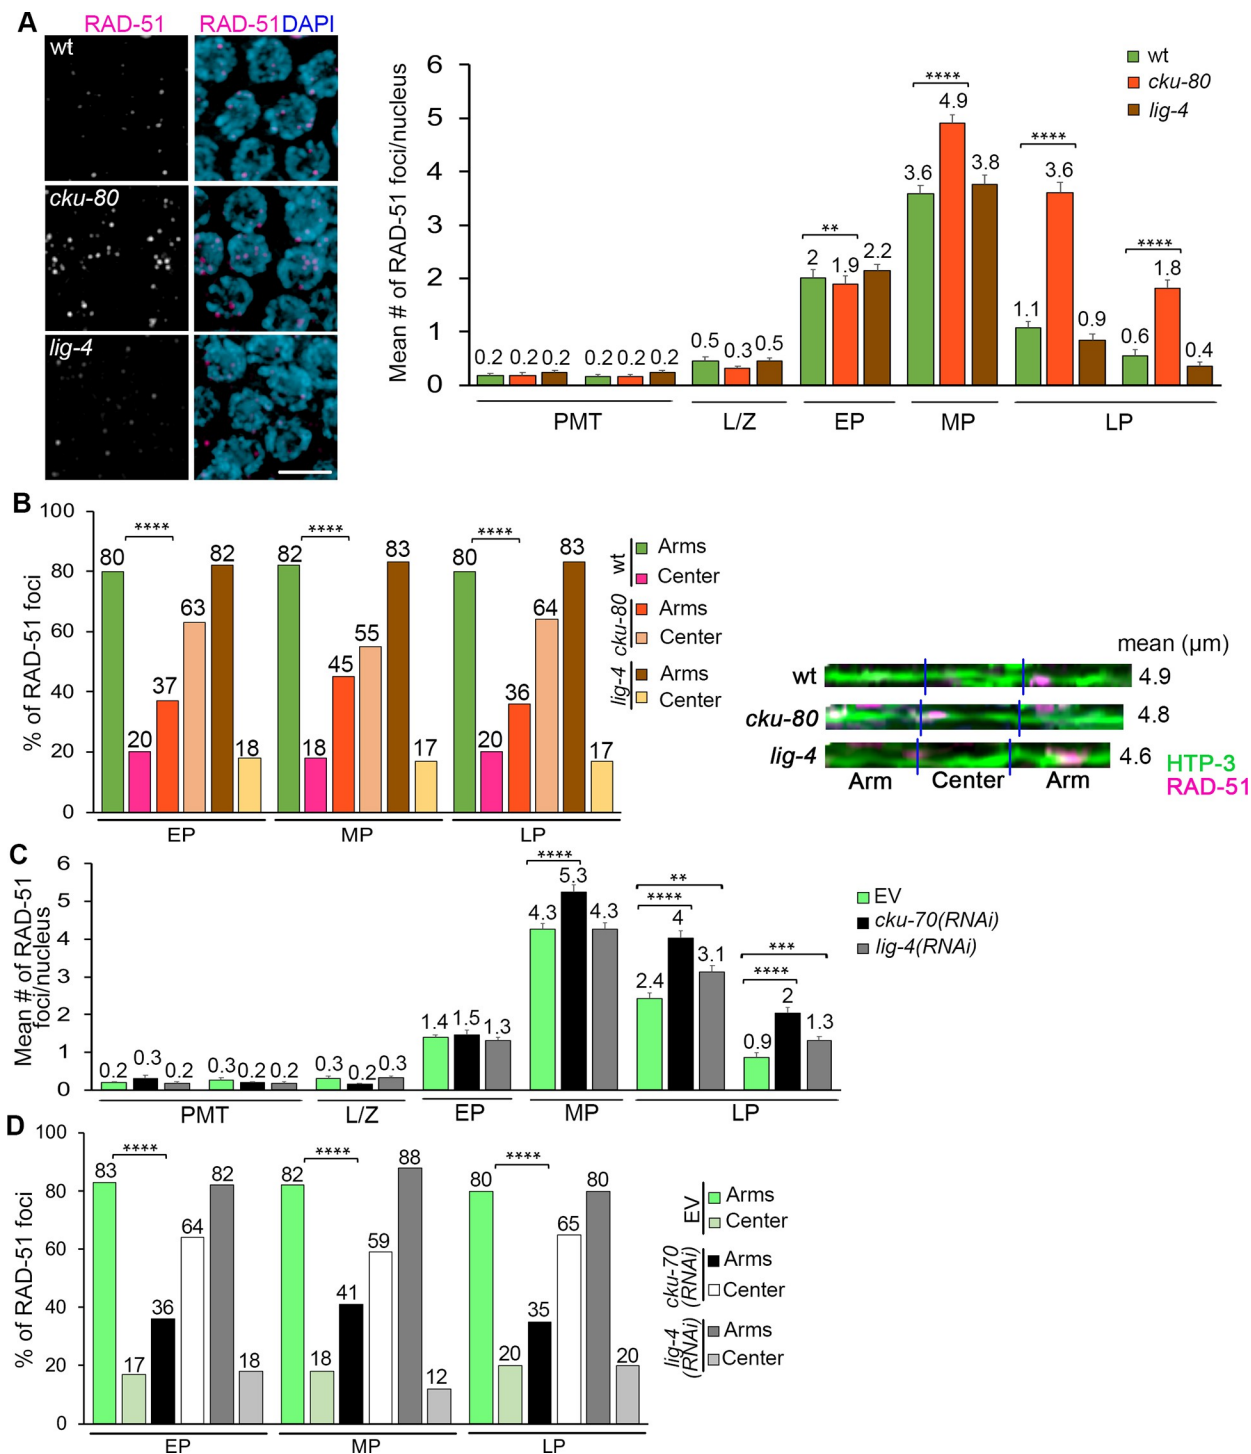 A
RAD-51
RAD-51DAPI
wt
cku-80
lig-4
Mean # of RAD-51 foci/nucleus
6
5
4
3
2
1
0
wt
cku-80
lig-4
**** **** **** **
0.2 0.2 0.2 0.2 0.2 0.2 0.5 0.3 0.5 2 1.9 2.2 3.6 4.9 3.8 1.1 3.6 0.9 0.6 1.8 0.4
PMT L/Z EP MP LP
B
% of RAD-51 foci
100
80
60
40
20
0
**** **** ****
80 20 37 63 82 18 82 18 45 55 83 17 80 20 36 64 83 17
EP MP LP
wt
Arms
Center
cku-80
Arms
Center
lig-4
Arms
Center
mean (µm)
wt 4.9
cku-80 4.8
lig-4 4.6
Arm Center Arm
HTP-3
RAD-51
C
Mean # of RAD-51
foci/nucleus
6
5
4
3
2
1
0
**** ** **** *** ****
0.2 0.3 0.2 0.3 0.2 0.2 0.3 0.2 0.3 1.4 1.5 1.3 4.3 5.3 4.3 2.4 4 3.1 0.9 2 1.3
PMT L/Z EP MP LP
EV
cku-70(RNAi)
lig-4(RNAi)
D
% of RAD-51 foci
100
80
60
40
20
0
**** **** ****
83 17 36 64 82 18 82 18 41 59 88 12 80 20 35 65 80 20
EP MP LP
EV
Arms
Center
cku-70
(RNAi)
Arms
Center
lig-4
(RNAi)
Arms
Center